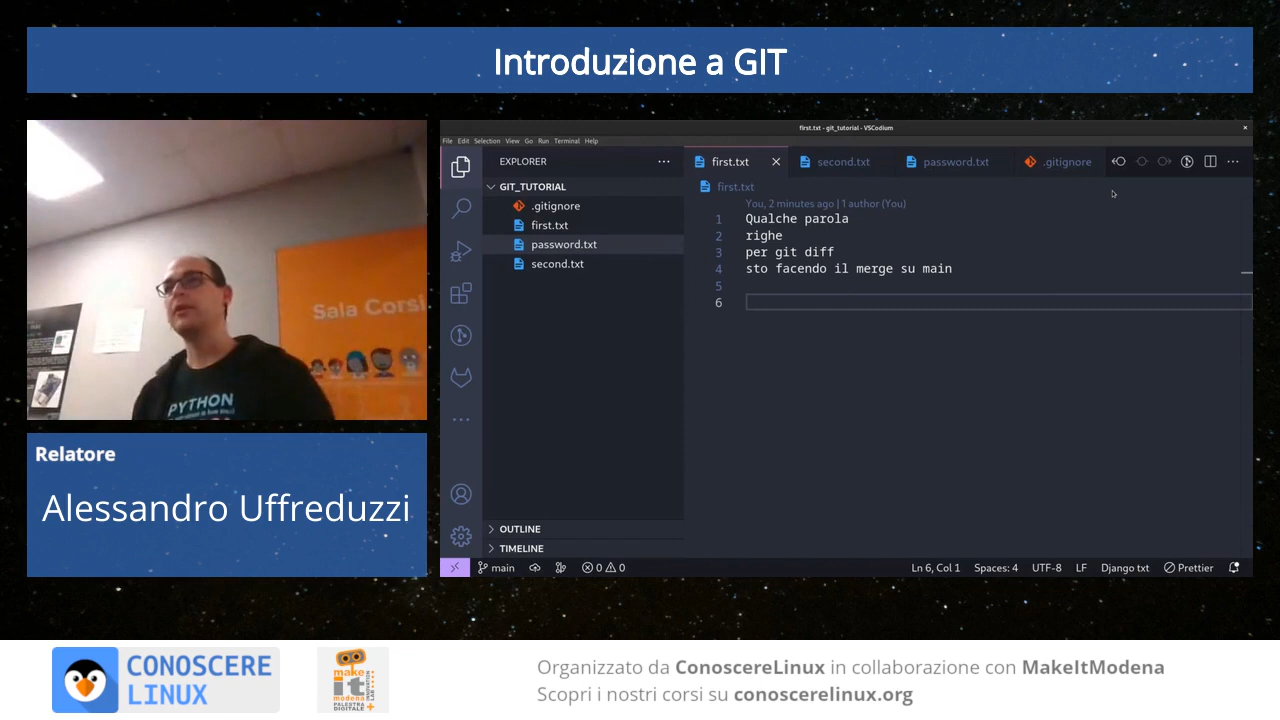 Introduzione a GIT
Sala Corsi
PYTHON
Relatore
Alessandro Uffreduzzi
first.txt - git_tutorial - VSCodium
File Edit Selection View Go Run Terminal Help
EXPLORER
GIT_TUTORIAL
.gitignore
first.txt
password.txt
second.txt
OUTLINE
TIMELINE
first.txt second.txt password.txt .gitignore
first.txt
You, 2 minutes ago | 1 author (You)
1 Qualche parola
2 righe
3 per git diff
4 sto facendo il merge su main
5
6
main 0 0 Ln 6, Col 1 Spaces: 4 UTF-8 LF Django txt Prettier
CONOSCERE
LINUX
make
it
modena
PALESTRA
DIGITALE
INNOVATION
LAB
Organizzato da ConoscereLinux in collaborazione con MakeItModena
Scopri i nostri corsi su conoscerelinux.org